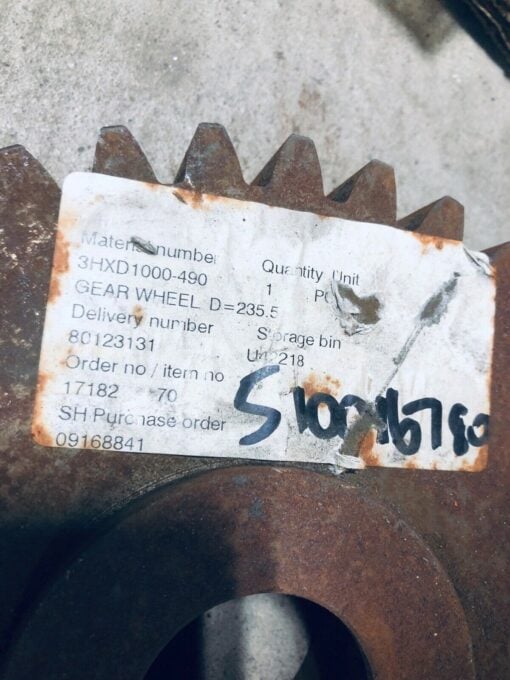 Material number
3HXD1000-490
Quantity Unit
1 PC
GEAR WHEEL D=235.5
Delivery number
80123131
Storage bin
Order no / item no
17182 70
SH Purchase order
09168841